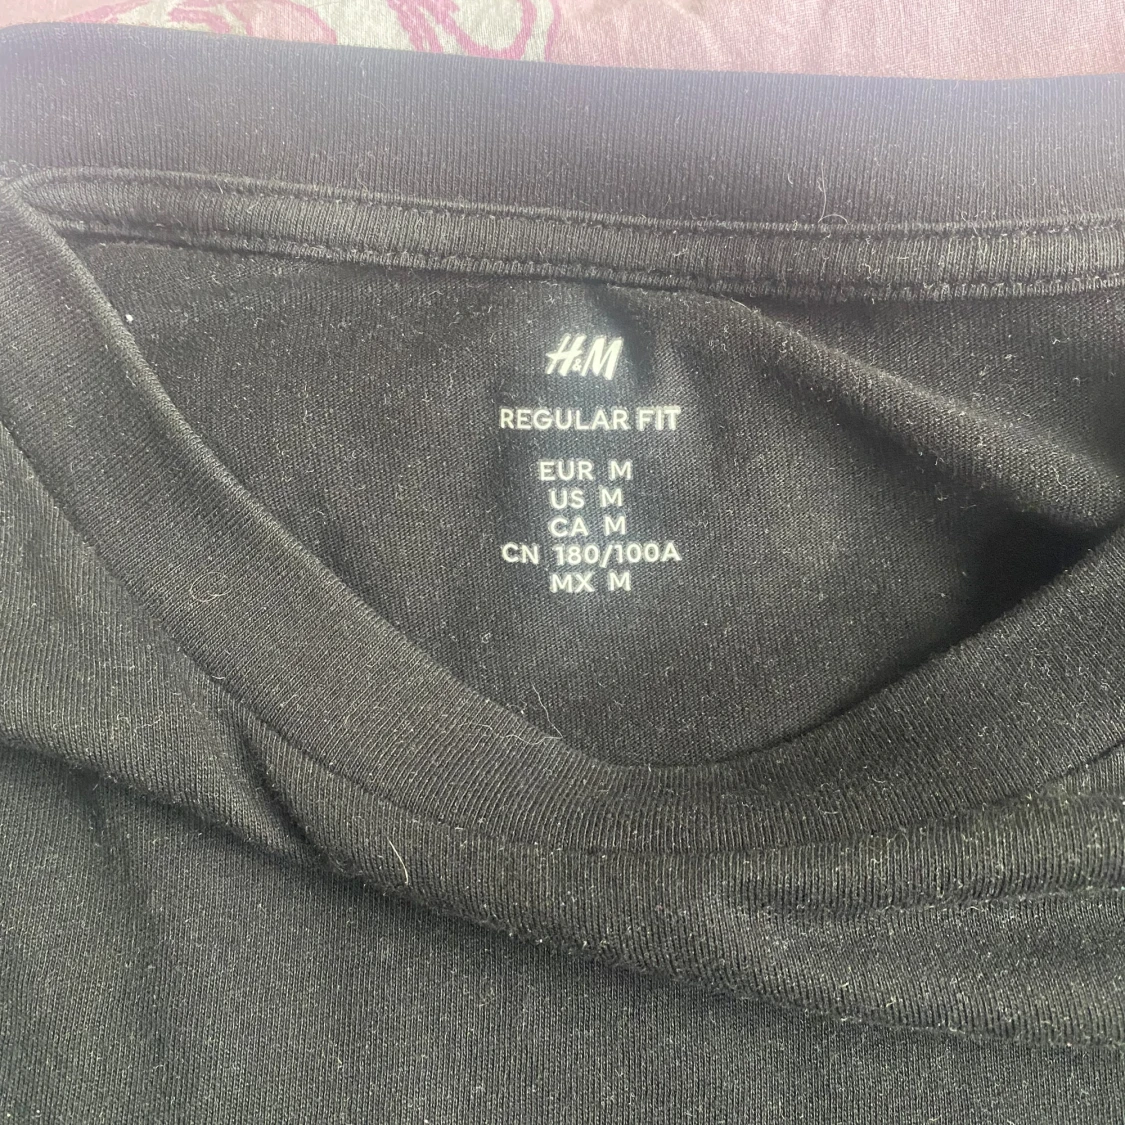 H&M
REGULAR FIT
EUR M
US M
CA M
CN 180/100A
MX M